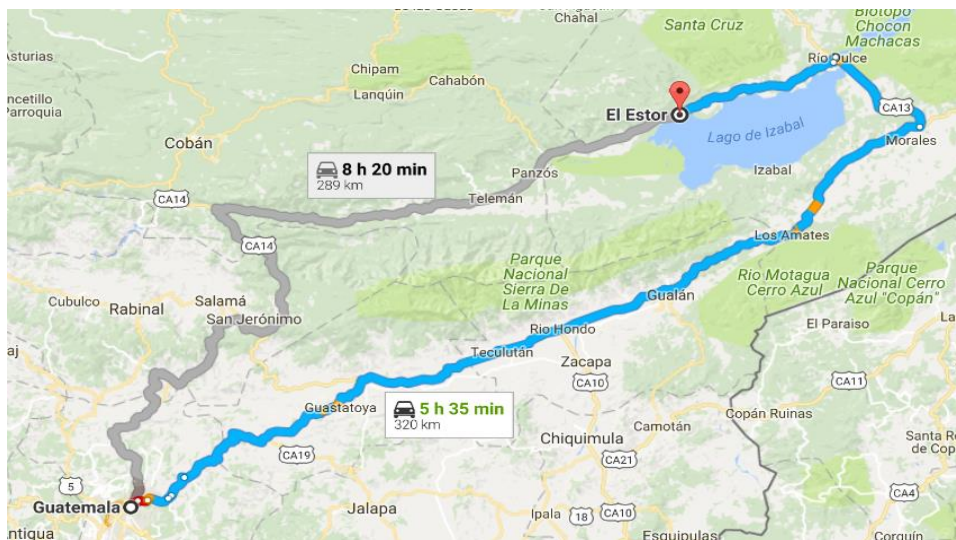 Santa Cruz
Chahal
Biotopo
Chocon
Machacas
Asturias
Chipam
Lanquín
Cahabón
Río Dulce
ncetillo
Parroquia
El Estor
CA13
Cobán
Lago de Izabal
Morales
8 h 20 min
289 km
Panzós
Izabal
CA14
Telemán
CA14
Los Amates
Parque
Nacional
Sierra De
La Minas
Rio Motagua
Cerro Azul
Parque
Nacional Cerro
Azul "Copán"
Cubulco
Rabinal
Salamá
San Jerónimo
Gualán
El Paraiso
La
aj
Rio Hondo
Teculután
Zacapa
CA10
CA11
5 h 35 min
320 km
Guastatoya
Copán Ruinas
Camotán
Chiquimula
Santa Ro
de Cop
CA19
CA21
5
Guatemala
Jalapa
Ipala
18
CA10
CA4
ntigua
Esquipulas
Corquín